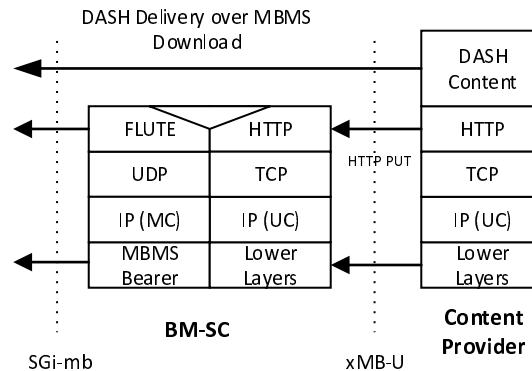 DASH Delivery over MBMS
Download
DASH
Content
FLUTE
HTTP
HTTP
HTTP PUT
UDP
TCP
TCP
IP (MC)
IP (UC)
IP (UC)
MBMS
Bearer
Lower
Layers
Lower
Layers
BM-SC
Content
Provider
SGi-mb
xMB-U